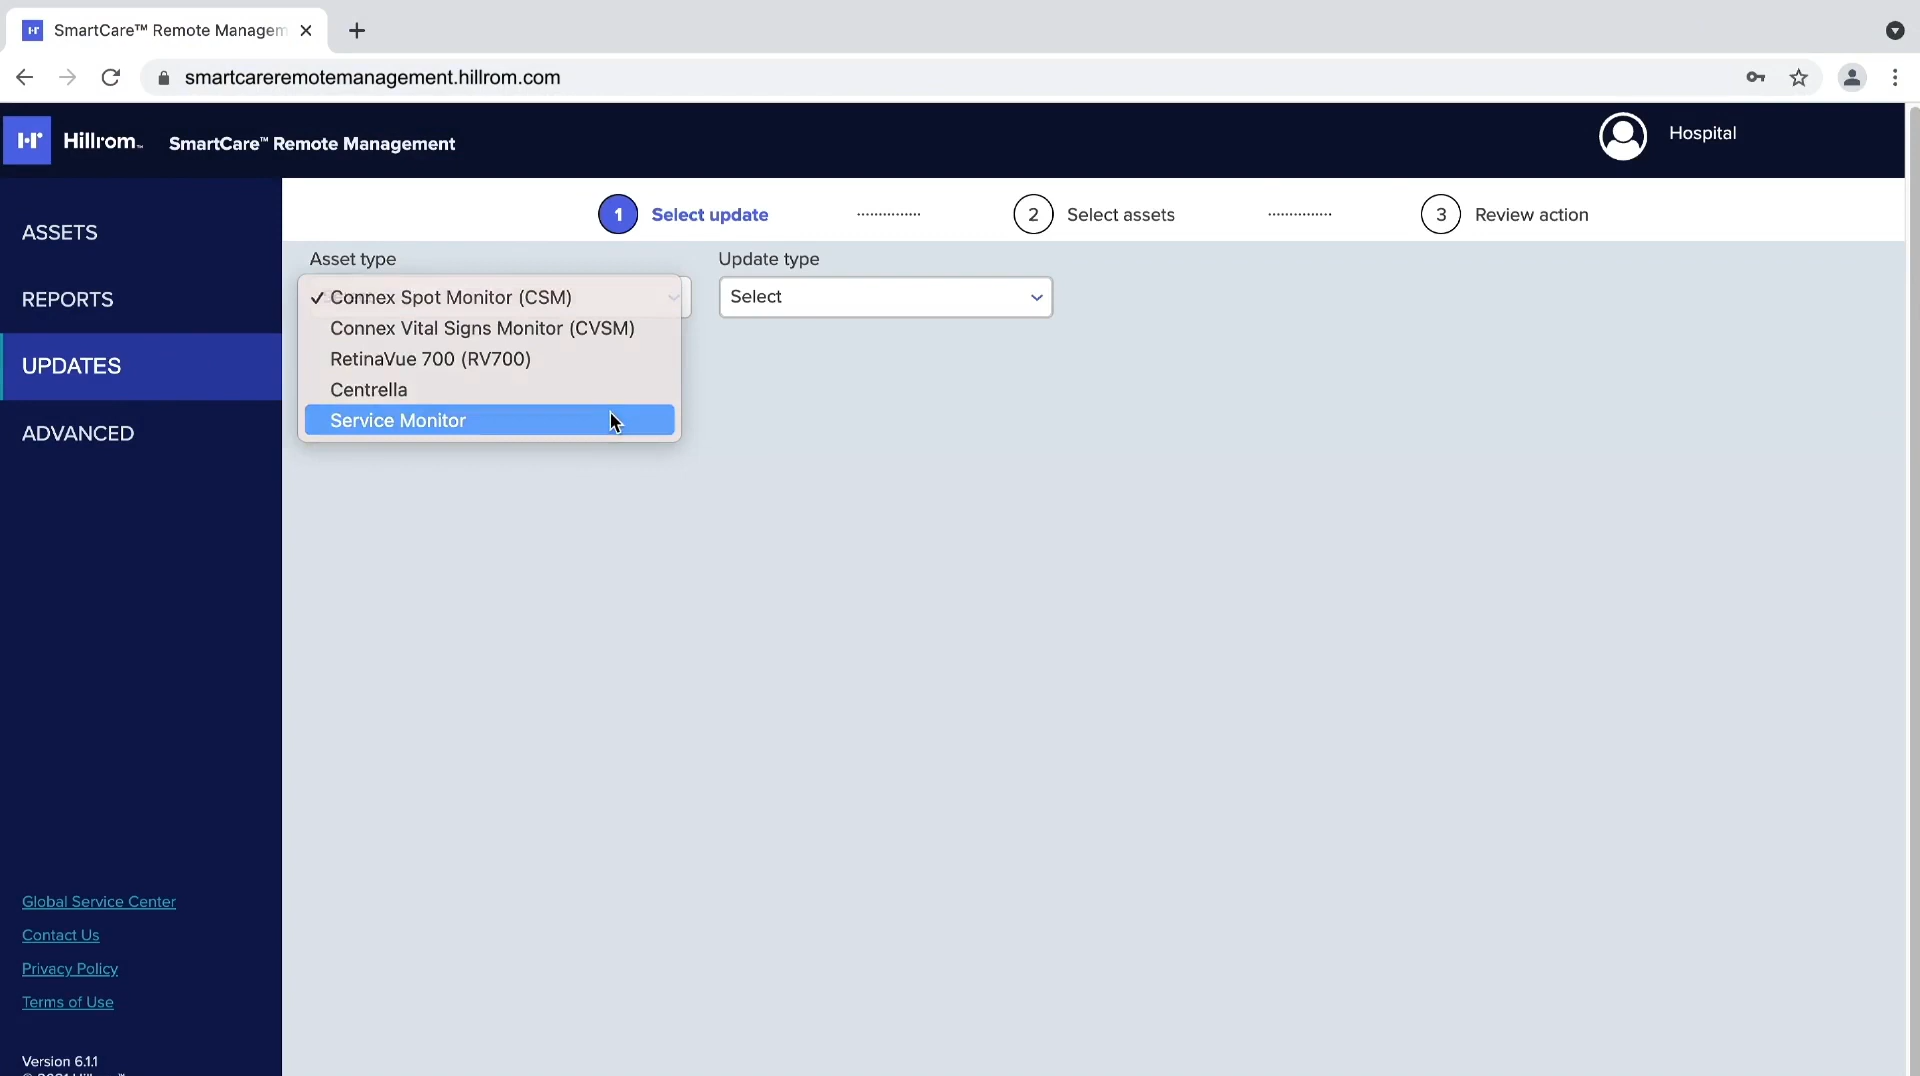 SmartCare™ Remote Managem
smartcareremotemanagement.hillrom.com
Hillrom™
SmartCare™ Remote Management
Hospital
ASSETS
REPORTS
UPDATES
ADVANCED
1 Select update
2 Select assets
3 Review action
Asset type
✓ Connex Spot Monitor (CSM)
Connex Vital Signs Monitor (CVSM)
RetinaVue 700 (RV700)
Centrella
Service Monitor
Update type
Select
Global Service Center
Contact Us
Privacy Policy
Terms of Use
Version 6.1.1